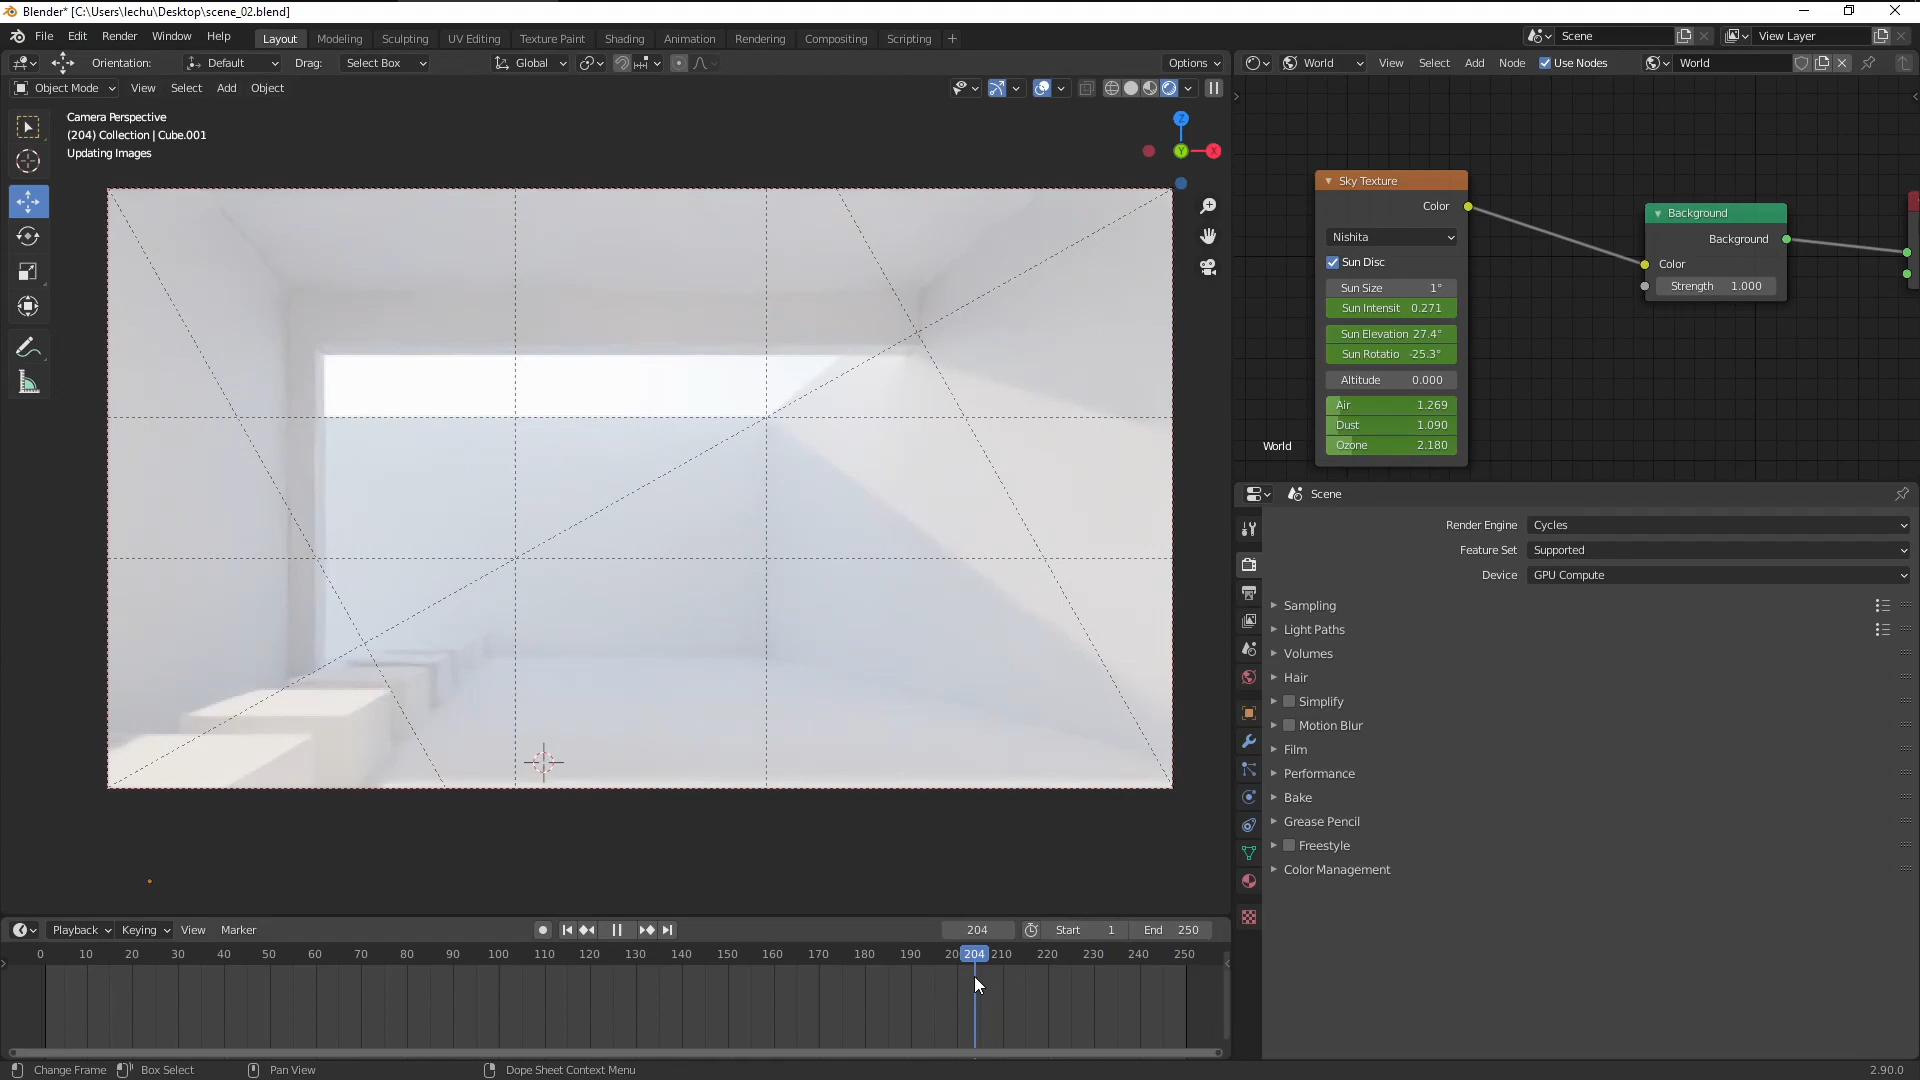 Blender* [C:\Users\lechu\Desktop\scene_02.blend]
File Edit Render Window Help Layout Modeling Sculpting UV Editing Texture Paint Shading Animation Rendering Compositing Scripting + Scene View Layer
Orientation: Default Drag: Select Box Global Options World View Select Add Node Use Nodes World
Object Mode View Select Add Object
Camera Perspective
(204) Collection | Cube.001
Updating Images
Z
Y X
Sky Texture
Color
Nishita
Sun Disc
Sun Size 1°
Sun Intensit 0.271
Sun Elevation 27.4°
Sun Rotatio -25.3°
Altitude 0.000
Air 1.269
Dust 1.090
Ozone 2.180
Background
Background
Color
Strength 1.000
World
Scene
Render Engine Cycles
Feature Set Supported
Device GPU Compute
Sampling
Light Paths
Volumes
Hair
Simplify
Motion Blur
Film
Performance
Bake
Grease Pencil
Freestyle
Color Management
Playback Keying View Marker 204 Start 1 End 250
0 10 20 30 40 50 60 70 80 90 100 110 120 130 140 150 160 170 180 190 20 204 210 220 230 240 250
Change Frame Box Select Pan View Dope Sheet Context Menu 2.90.0